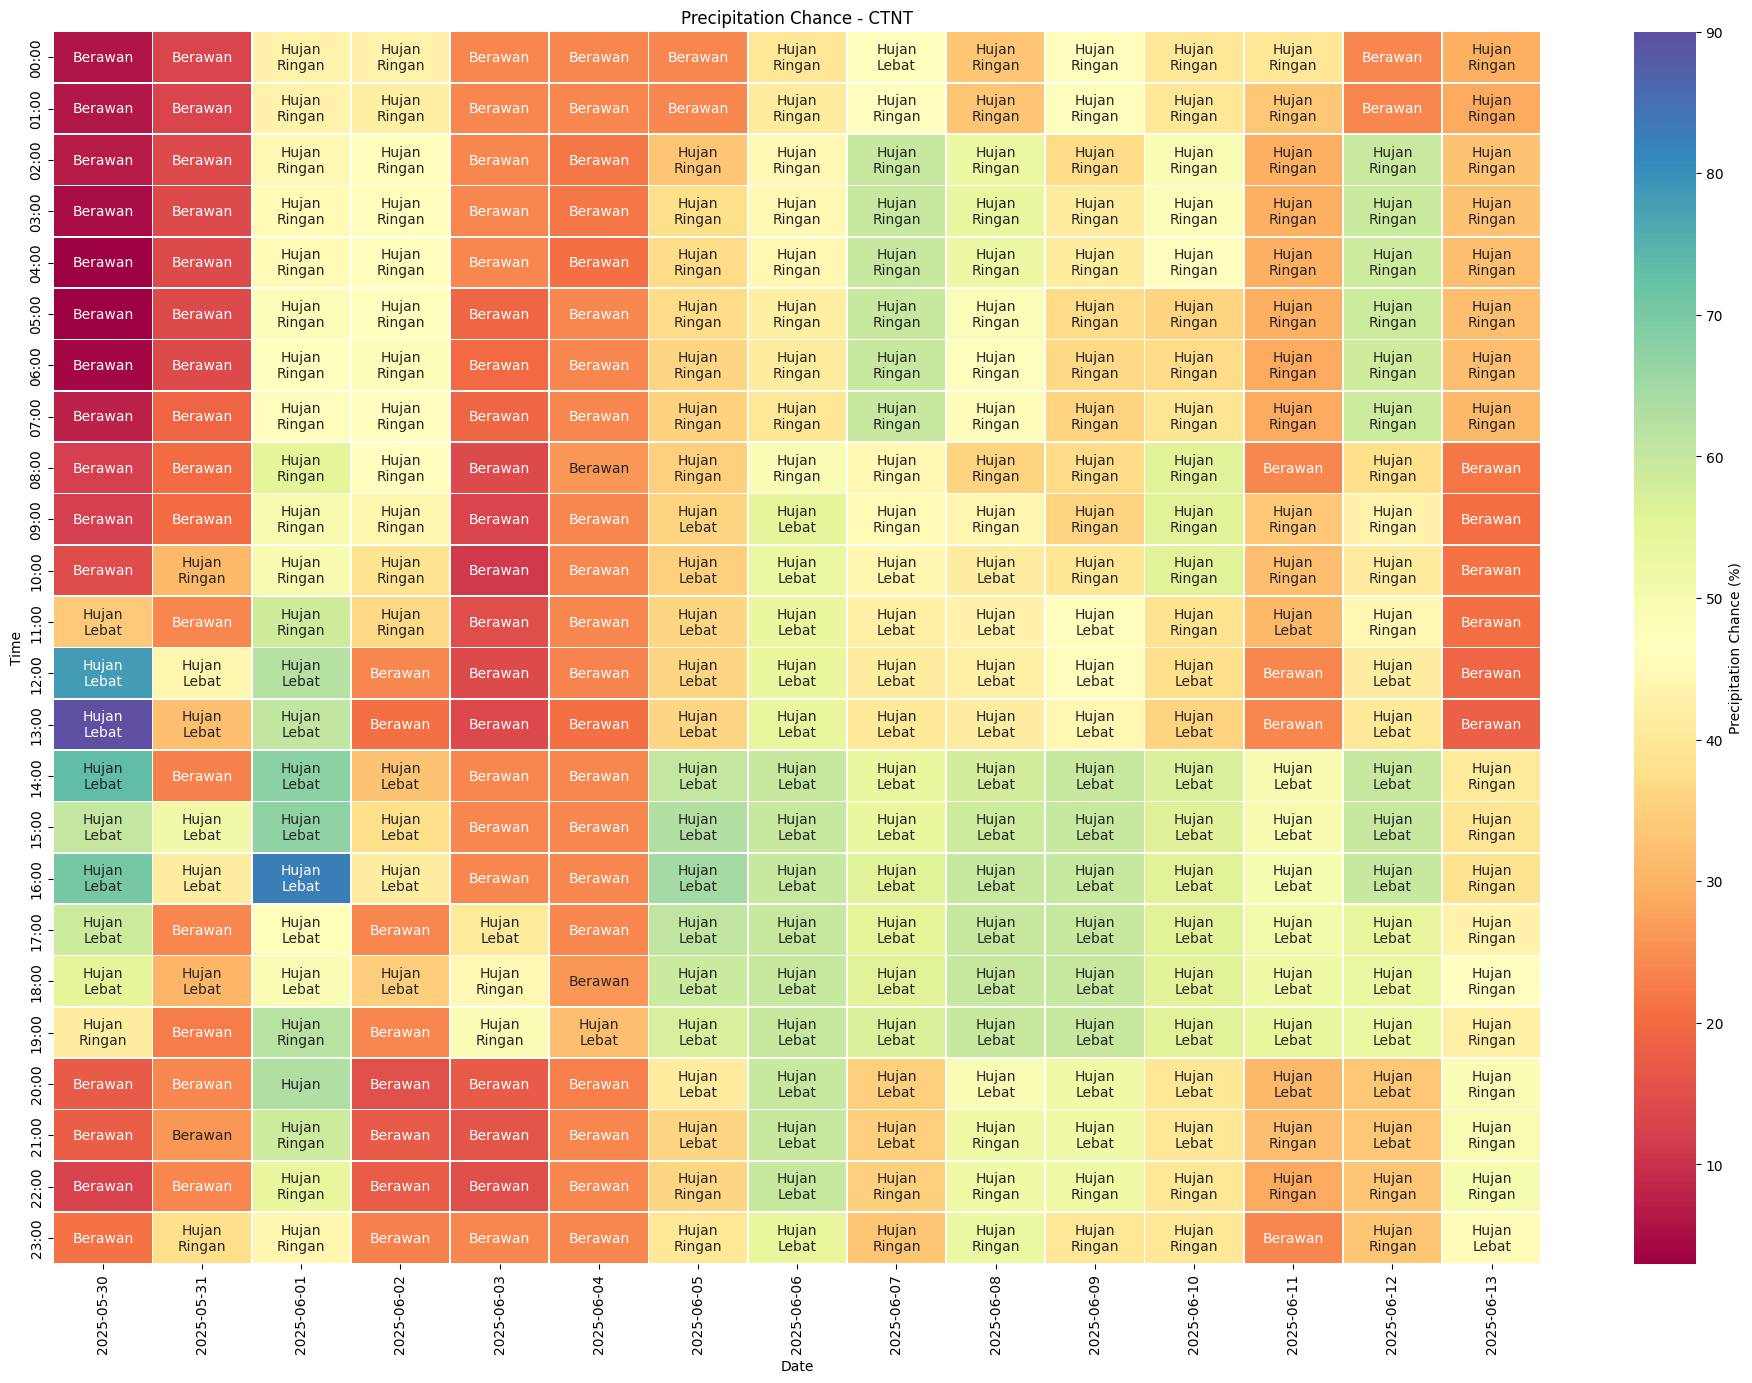 Precipitation Chance - CTNT
00:00 Berawan Berawan Hujan Ringan Hujan Ringan Berawan Berawan Berawan Hujan Ringan Hujan Lebat Hujan Ringan Hujan Ringan Hujan Ringan Hujan Ringan Berawan Hujan Ringan
01:00 Berawan Berawan Hujan Ringan Hujan Ringan Berawan Berawan Berawan Hujan Ringan Hujan Ringan Hujan Ringan Hujan Ringan Hujan Ringan Hujan Ringan Berawan Hujan Ringan
02:00 Berawan Berawan Hujan Ringan Hujan Ringan Berawan Berawan Hujan Ringan Hujan Ringan Hujan Ringan Hujan Ringan Hujan Ringan Hujan Ringan Hujan Ringan Hujan Ringan Hujan Ringan
03:00 Berawan Berawan Hujan Ringan Hujan Ringan Berawan Berawan Hujan Ringan Hujan Ringan Hujan Ringan Hujan Ringan Hujan Ringan Hujan Ringan Hujan Ringan Hujan Ringan Hujan Ringan
04:00 Berawan Berawan Hujan Ringan Hujan Ringan Berawan Berawan Hujan Ringan Hujan Ringan Hujan Ringan Hujan Ringan Hujan Ringan Hujan Ringan Hujan Ringan Hujan Ringan Hujan Ringan
05:00 Berawan Berawan Hujan Ringan Hujan Ringan Berawan Berawan Hujan Ringan Hujan Ringan Hujan Ringan Hujan Ringan Hujan Ringan Hujan Ringan Hujan Ringan Hujan Ringan Hujan Ringan
06:00 Berawan Berawan Hujan Ringan Hujan Ringan Berawan Berawan Hujan Ringan Hujan Ringan Hujan Ringan Hujan Ringan Hujan Ringan Hujan Ringan Hujan Ringan Hujan Ringan Hujan Ringan
07:00 Berawan Berawan Hujan Ringan Hujan Ringan Berawan Berawan Hujan Ringan Hujan Ringan Hujan Ringan Hujan Ringan Hujan Ringan Hujan Ringan Hujan Ringan Hujan Ringan Hujan Ringan
08:00 Berawan Berawan Hujan Ringan Hujan Ringan Berawan Berawan Hujan Ringan Hujan Ringan Hujan Ringan Hujan Ringan Hujan Ringan Hujan Ringan Berawan Hujan Ringan Berawan
09:00 Berawan Berawan Hujan Ringan Hujan Ringan Berawan Berawan Hujan Lebat Hujan Lebat Hujan Ringan Hujan Ringan Hujan Ringan Hujan Ringan Hujan Ringan Hujan Ringan Berawan
10:00 Berawan Hujan Ringan Hujan Ringan Hujan Ringan Berawan Berawan Hujan Lebat Hujan Lebat Hujan Lebat Hujan Lebat Hujan Ringan Hujan Ringan Hujan Ringan Hujan Ringan Berawan
11:00 Hujan Lebat Berawan Hujan Ringan Hujan Ringan Berawan Berawan Hujan Lebat Hujan Lebat Hujan Lebat Hujan Lebat Hujan Lebat Hujan Ringan Hujan Lebat Hujan Ringan Berawan
12:00 Hujan Lebat Hujan Lebat Hujan Lebat Berawan Berawan Berawan Hujan Lebat Hujan Lebat Hujan Lebat Hujan Lebat Hujan Lebat Hujan Lebat Berawan Hujan Lebat Berawan
13:00 Hujan Lebat Hujan Lebat Hujan Lebat Berawan Berawan Berawan Hujan Lebat Hujan Lebat Hujan Lebat Hujan Lebat Hujan Lebat Hujan Lebat Berawan Hujan Lebat Berawan
14:00 Hujan Lebat Berawan Hujan Lebat Hujan Lebat Berawan Berawan Hujan Lebat Hujan Lebat Hujan Lebat Hujan Lebat Hujan Lebat Hujan Lebat Hujan Lebat Hujan Lebat Hujan Ringan
15:00 Hujan Lebat Hujan Lebat Hujan Lebat Hujan Lebat Berawan Berawan Hujan Lebat Hujan Lebat Hujan Lebat Hujan Lebat Hujan Lebat Hujan Lebat Hujan Lebat Hujan Lebat Hujan Ringan
16:00 Hujan Lebat Hujan Lebat Hujan Lebat Hujan Lebat Berawan Berawan Hujan Lebat Hujan Lebat Hujan Lebat Hujan Lebat Hujan Lebat Hujan Lebat Hujan Lebat Hujan Lebat Hujan Ringan
17:00 Hujan Lebat Berawan Hujan Lebat Berawan Hujan Lebat Berawan Hujan Lebat Hujan Lebat Hujan Lebat Hujan Lebat Hujan Lebat Hujan Lebat Hujan Lebat Hujan Lebat Hujan Ringan
18:00 Hujan Lebat Hujan Lebat Hujan Lebat Hujan Lebat Hujan Ringan Berawan Hujan Lebat Hujan Lebat Hujan Lebat Hujan Lebat Hujan Lebat Hujan Lebat Hujan Lebat Hujan Lebat Hujan Ringan
19:00 Hujan Ringan Berawan Hujan Ringan Berawan Hujan Ringan Hujan Lebat Hujan Lebat Hujan Lebat Hujan Lebat Hujan Lebat Hujan Lebat Hujan Lebat Hujan Lebat Hujan Lebat Hujan Ringan
20:00 Berawan Berawan Hujan Berawan Berawan Berawan Hujan Lebat Hujan Lebat Hujan Lebat Hujan Lebat Hujan Lebat Hujan Lebat Hujan Lebat Hujan Lebat Hujan Ringan
21:00 Berawan Berawan Hujan Ringan Berawan Berawan Berawan Hujan Lebat Hujan Lebat Hujan Lebat Hujan Ringan Hujan Lebat Hujan Lebat Hujan Ringan Hujan Lebat Hujan Ringan
22:00 Berawan Berawan Hujan Ringan Berawan Berawan Berawan Hujan Ringan Hujan Lebat Hujan Ringan Hujan Ringan Hujan Ringan Hujan Ringan Hujan Ringan Hujan Ringan Hujan Ringan
23:00 Berawan Hujan Ringan Hujan Ringan Berawan Berawan Berawan Hujan Ringan Hujan Lebat Hujan Ringan Hujan Ringan Hujan Ringan Hujan Ringan Berawan Hujan Ringan Hujan Lebat
2025-05-30 2025-05-31 2025-06-01 2025-06-02 2025-06-03 2025-06-04 2025-06-05 2025-06-06 2025-06-07 2025-06-08 2025-06-09 2025-06-10 2025-06-11 2025-06-12 2025-06-13
Time
Date
90
80
70
60
50
40
30
20
10
Precipitation Chance (%)